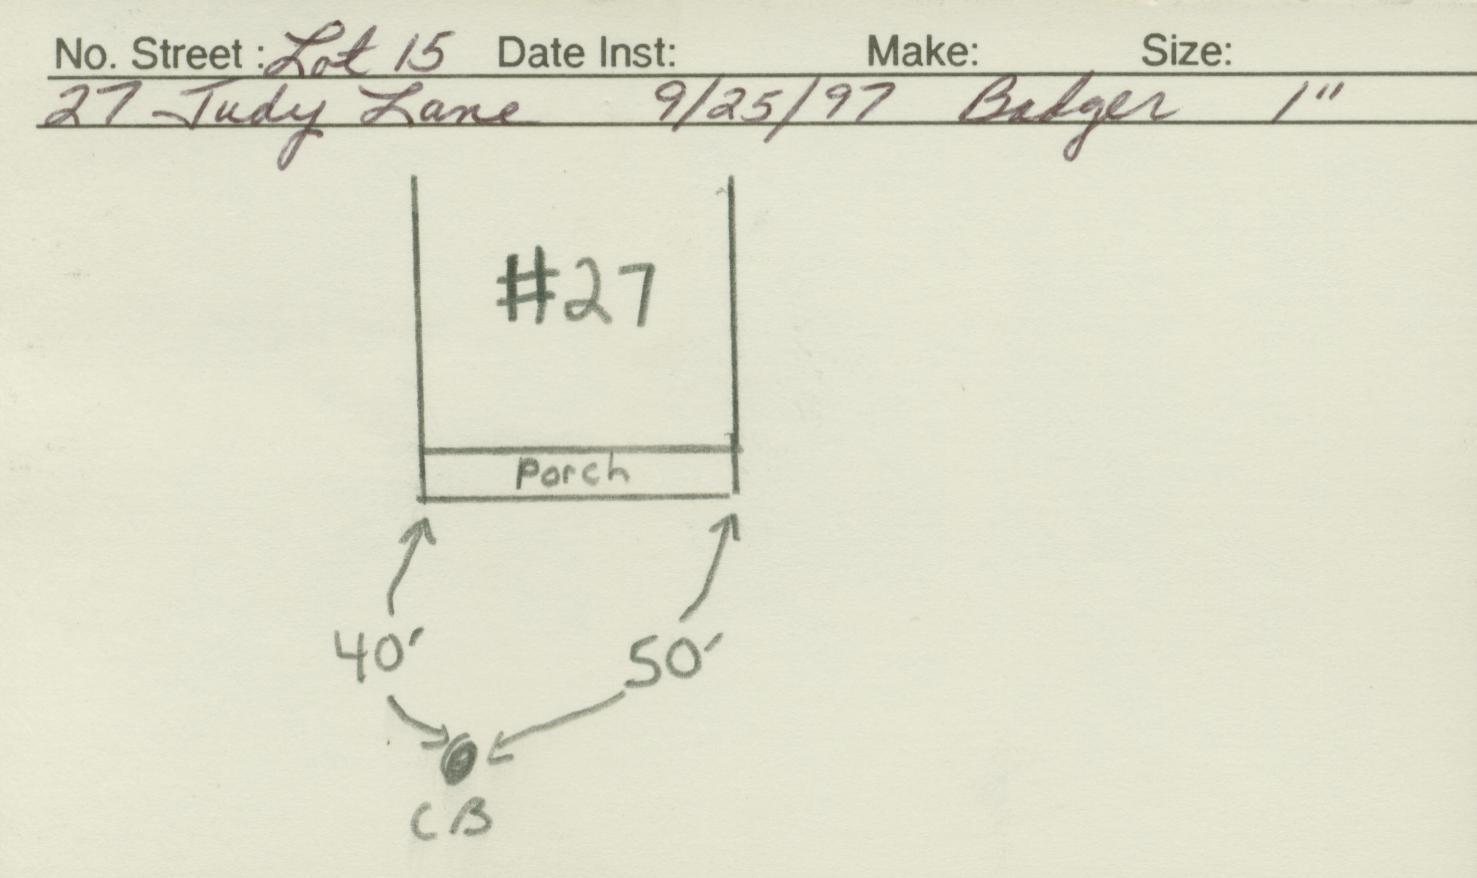 No. Street : Lot 15 Date Inst: Make: Size:
27 Judy Lane 9/25/97 Badger 1"
#27
Porch
40' 50'
CB